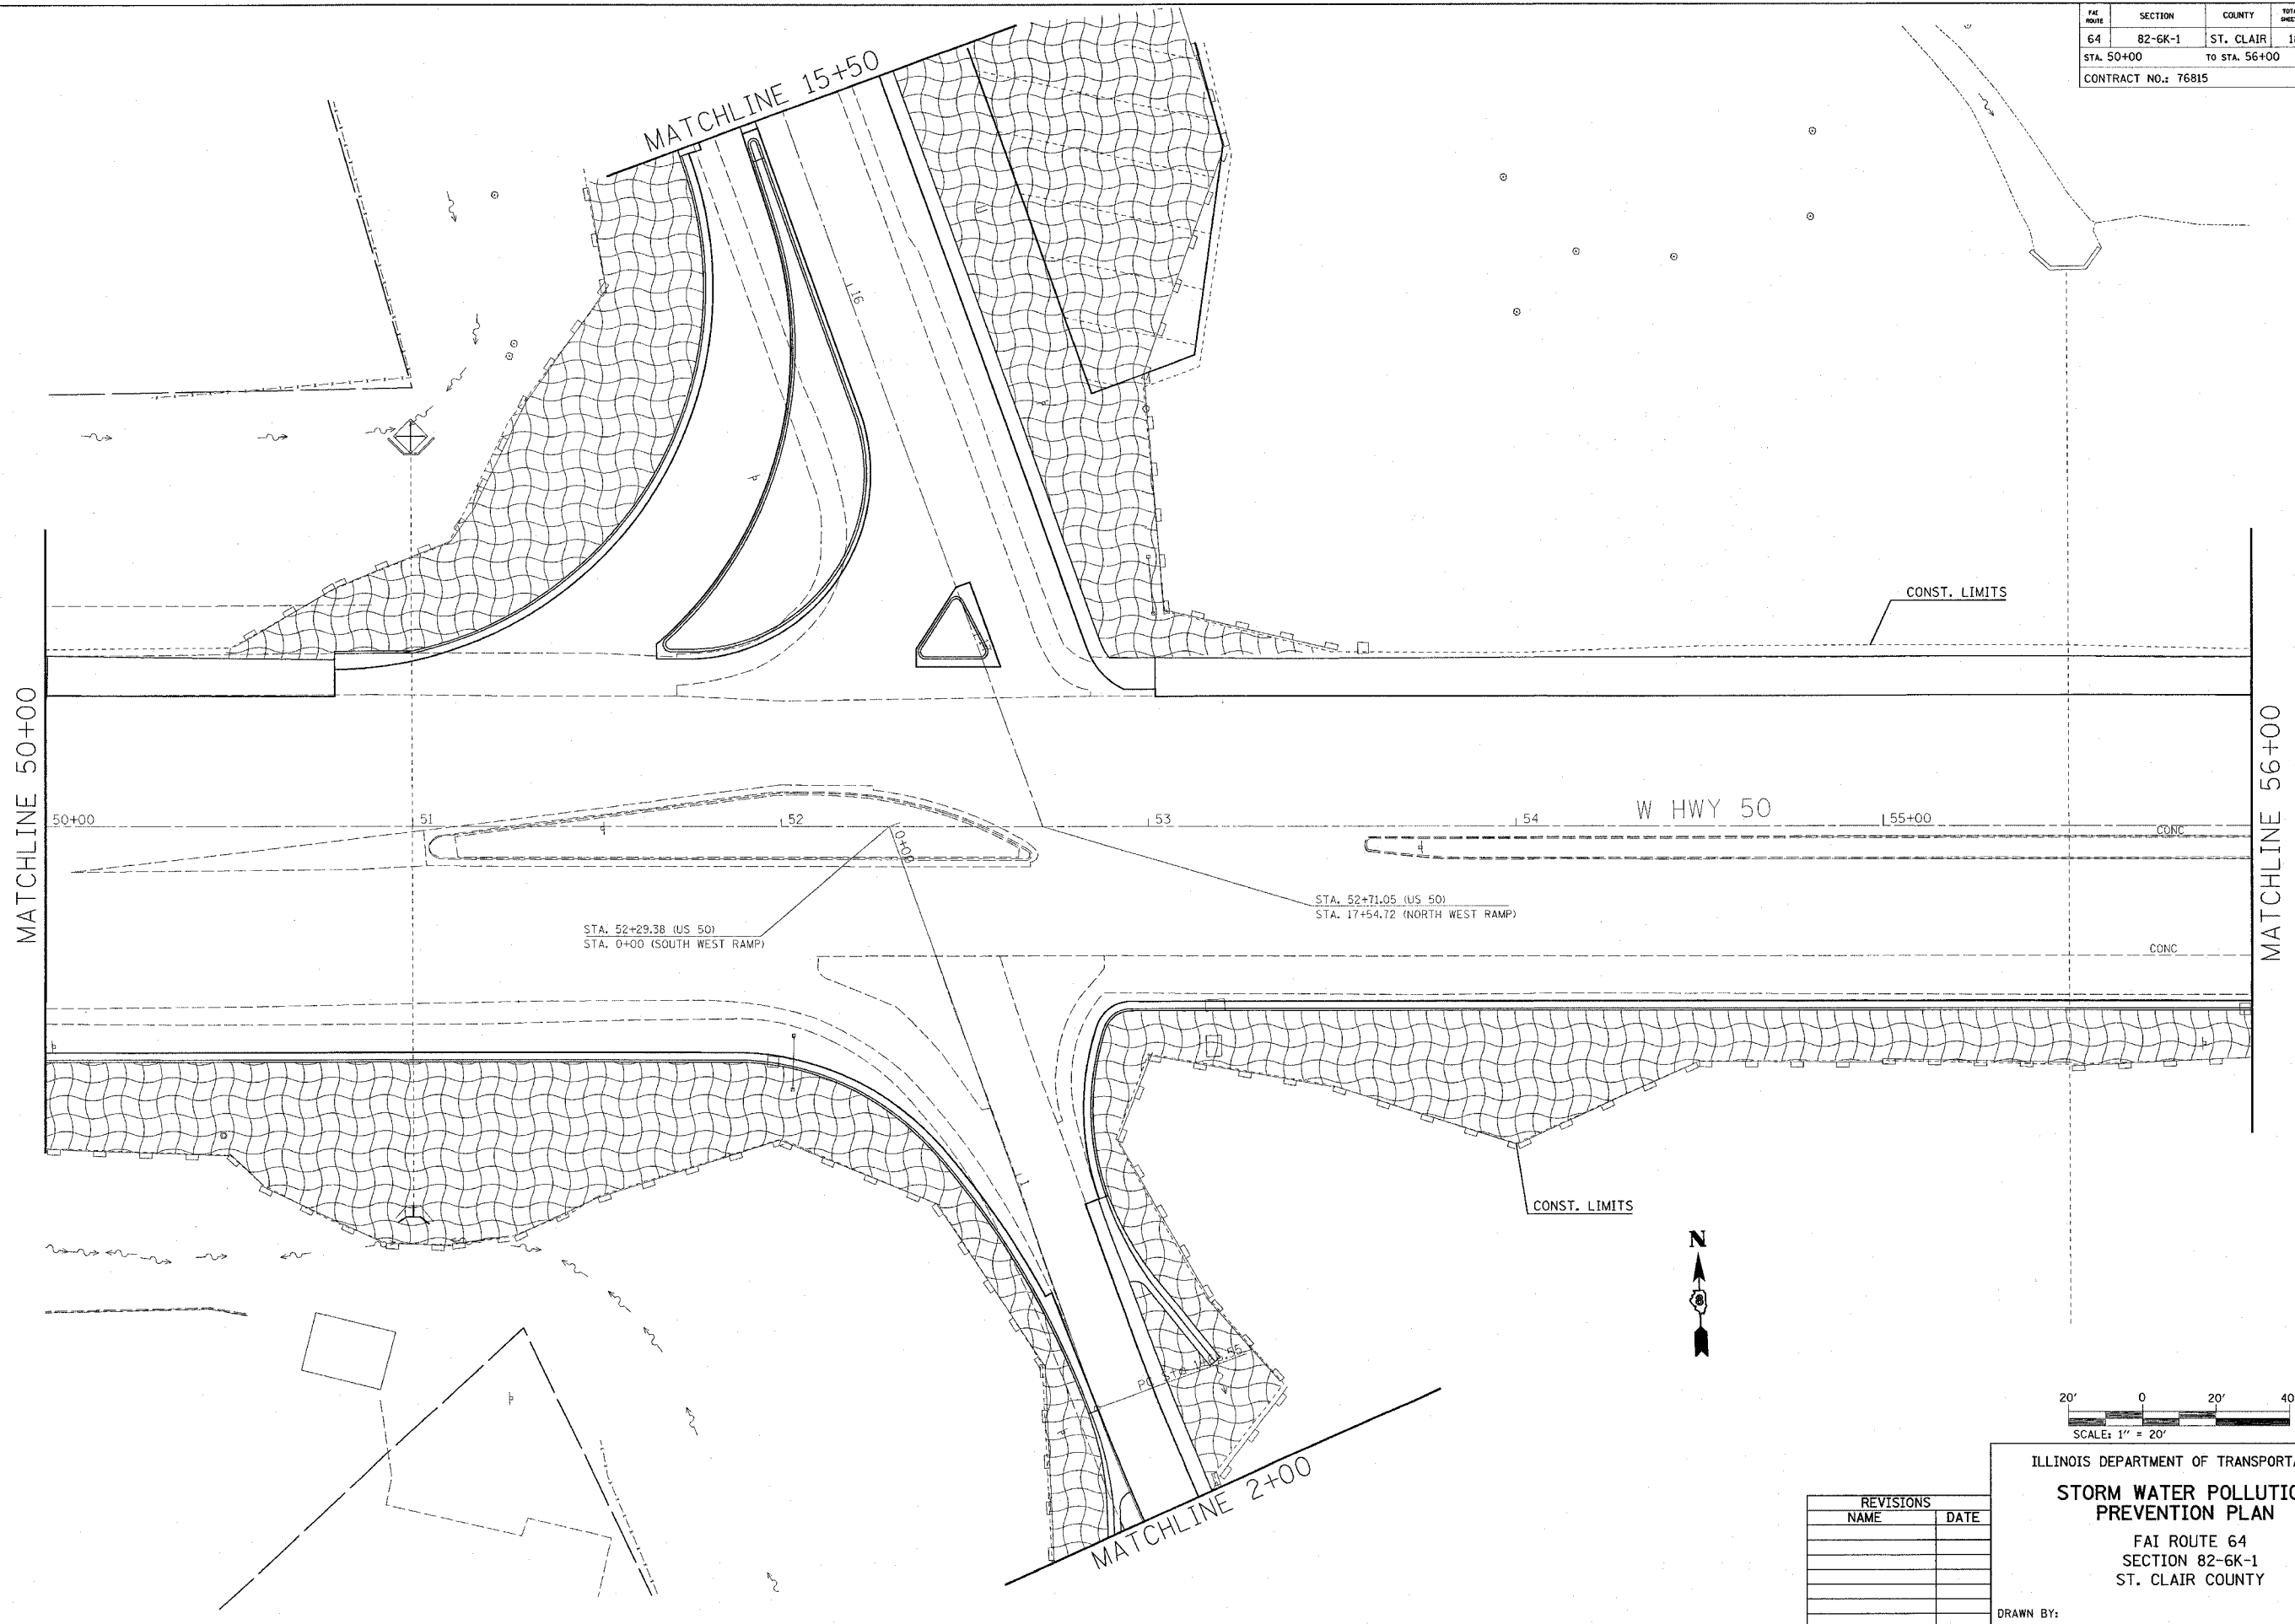 FAI ROUTE SECTION COUNTY
64 82-6K-1 ST. CLAIR
STA. 50+00 TO STA. 56+00
CONTRACT NO.: 76815
MATCHLINE 15+50
16
CONST. LIMITS
MATCHLINE 50+00
MATCHLINE 56+00
50+00 51 52 53 54 55+00
W HWY 50
CONC
0+00
STA. 52+71.05 (US 50)
STA. 17+54.72 (NORTH WEST RAMP)
STA. 52+29.38 (US 50)
STA. 0+00 (SOUTH WEST RAMP)
CONC
1
CONST. LIMITS
N
8
MATCHLINE 2+00
20' 0 20' 40
SCALE: 1" = 20'
ILLINOIS DEPARTMENT OF TRANSPORT
STORM WATER POLLUTIO
PREVENTION PLAN
FAI ROUTE 64
SECTION 82-6K-1
ST. CLAIR COUNTY
REVISIONS
NAME DATE
DRAWN BY: